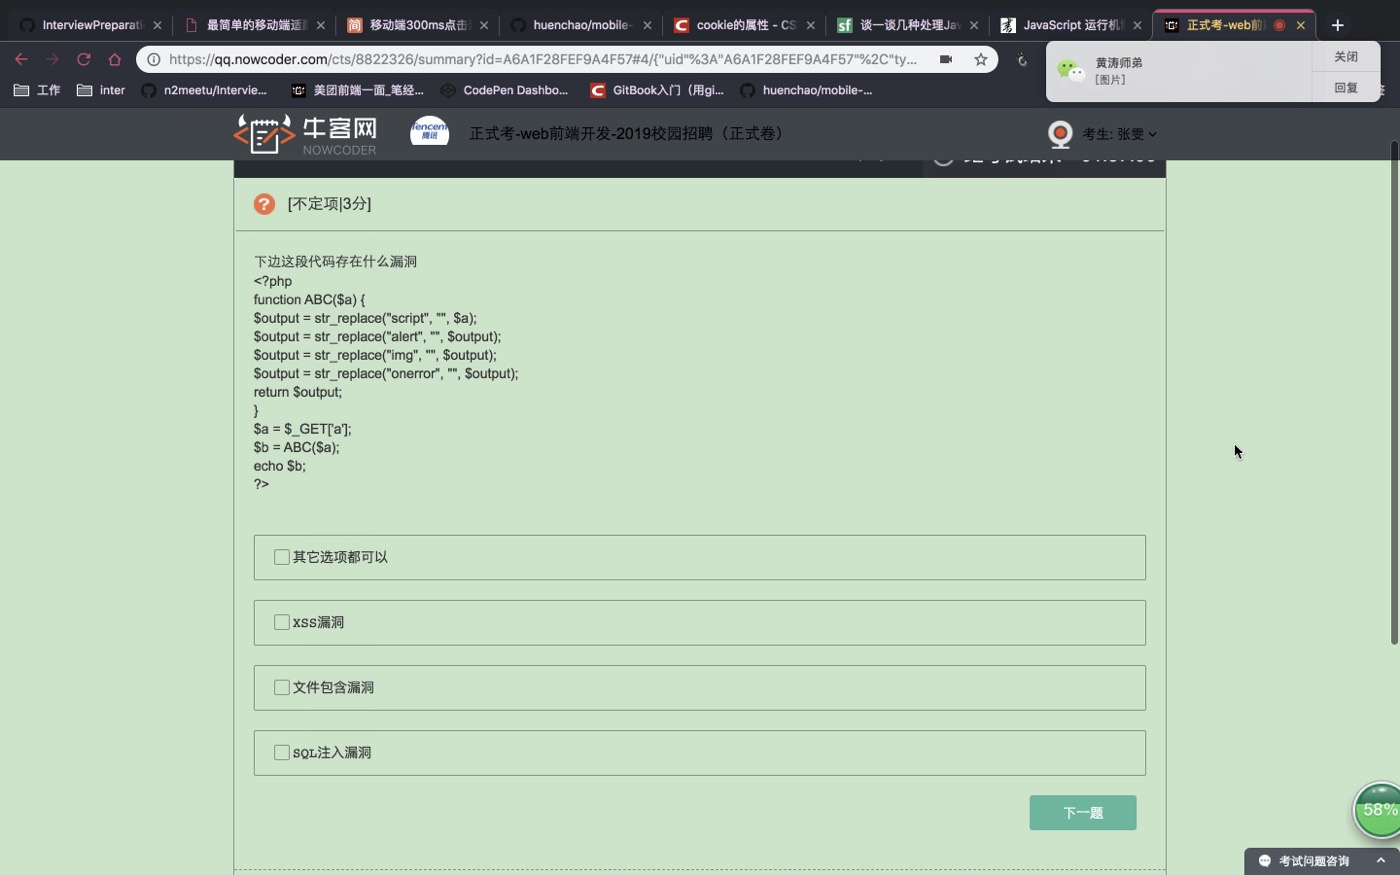 InterviewPreparati
最简单的移动端适
移动端300ms点击
huenchao/mobile-
cookie的属性 - CS
谈一谈几种处理Jav
JavaScript 运行机
正式考-web前
https://qq.nowcoder.com/cts/8822326/summary?id=A6A1F28FEF9A4F57#4/{"uid"%3A"A6A1F28FEF9A4F57"%2C"ty...
黄涛师弟
[图片]
关闭
回复
工作
inter
n2meetu/Intervie...
美团前端一面_笔经...
CodePen Dashbo...
GitBook入门（用gi...
huenchao/mobile-...
牛客网
NOWCODER
Tencent
腾讯
正式考-web前端开发-2019校园招聘（正式卷）
考生: 张雯
[不定项|3分]
下边这段代码存在什么漏洞
<?php
function ABC($a) {
$output = str_replace("script", "", $a);
$output = str_replace("alert", "", $output);
$output = str_replace("img", "", $output);
$output = str_replace("onerror", "", $output);
return $output;
}
$a = $_GET['a'];
$b = ABC($a);
echo $b;
?>
其它选项都可以
xss漏洞
文件包含漏洞
SQL注入漏洞
下一题
58%
考试问题咨询